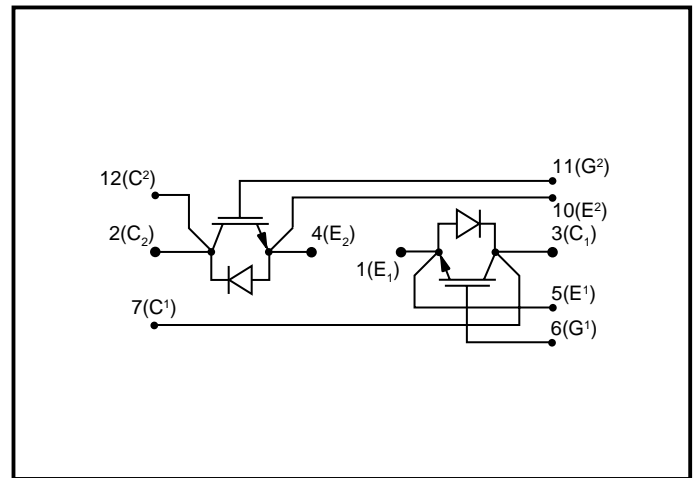 11(G²)
12(C²)
10(E²)
2(C₂)
4(E₂)
3(C₁)
1(E₁)
5(E¹)
7(C¹)
6(G¹)